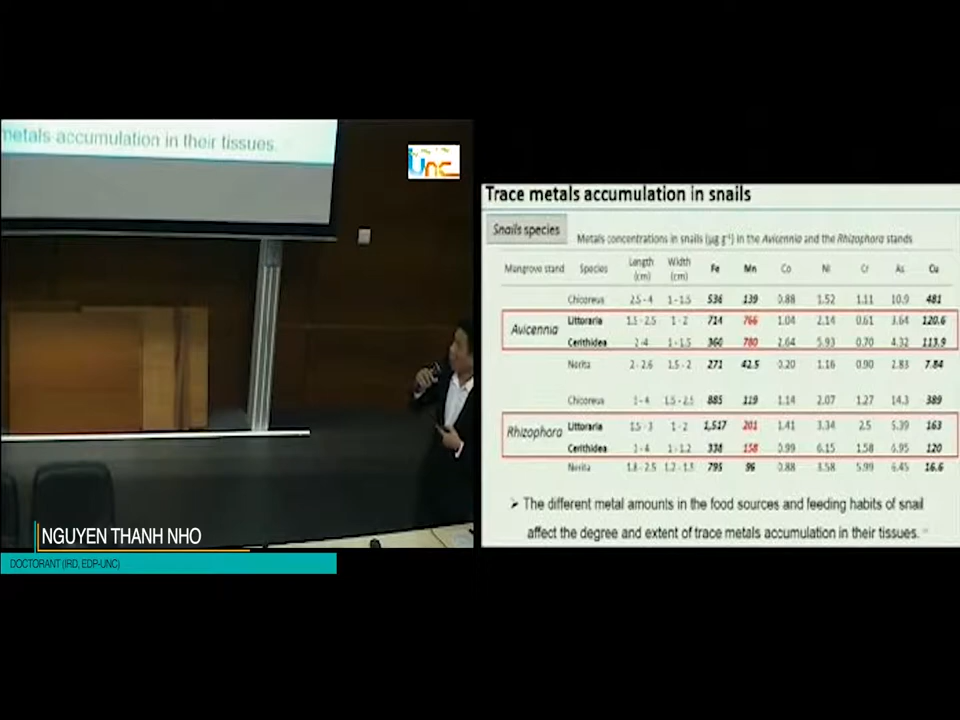 metals accumulation in their tissues.
Unc
NGUYEN THANH NHO
DOCTORANT (IRD, EDP-UNC)
Trace metals accumulation in snails
Snails species
Metals concentrations in snails (µg g⁻¹) in the Avicennia and the Rhizophora stands
Mangrove stand Species Length (cm) Width (cm) Fe Mn Co Ni Cr As Cu
Chicoreus 2.5 - 4 1 - 1.5 536 139 0.88 1.52 1.11 10.9 481
Avicennia
Littoraria 1.5 - 2.5 1 - 2 714 766 1.04 2.14 0.61 3.64 120.6
Cerithidea 2 - 4 1 - 1.5 360 780 2.64 5.93 0.70 4.32 113.9
Nerita 2 - 2.6 1.5 - 2 271 42.5 0.20 1.16 0.90 2.83 7.84
Chicoreus 1 - 4 1.5 - 2.5 885 119 1.14 2.07 1.27 14.3 389
Rhizophora
Littoraria 1.5 - 3 1 - 2 1,517 201 1.41 3.34 2.5 5.39 163
Cerithidea 1 - 4 1 - 1.2 338 158 0.99 6.15 1.58 6.95 120
Nerita 1.8 - 2.5 795 96 0.88 3.58 5.99 6.45 16.6
➢ The different metal amounts in the food sources and feeding habits of snail
affect the degree and extent of trace metals accumulation in their tissues.